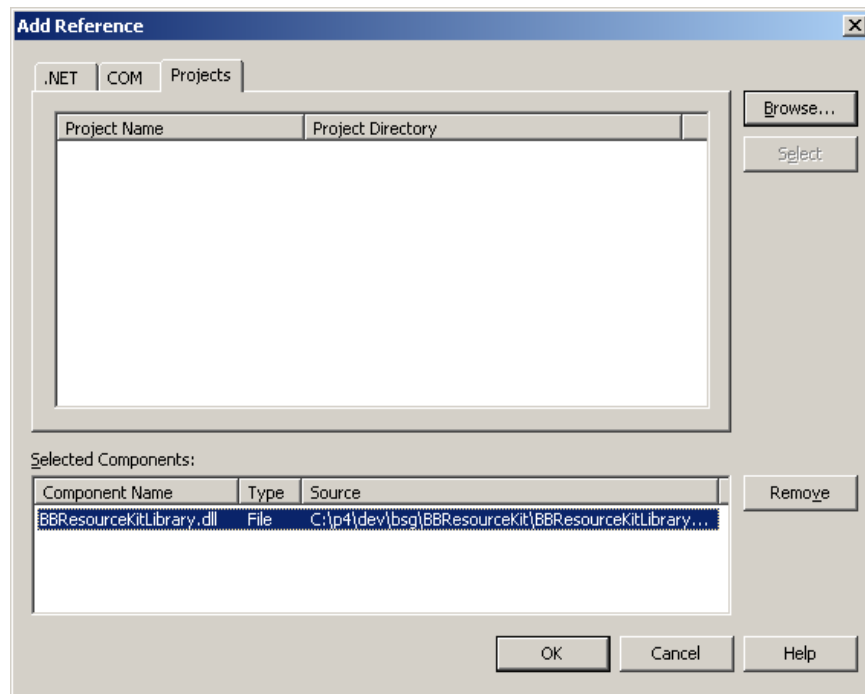 Add Reference
.NET COM Projects
Browse...
Project Name Project Directory
Select
Selected Components:
Component Name Type Source
Remove
BBResourceKitLibrary.dll File C:\p4\dev\bsg\BBResourceKit\BBResourceKitLibrary...
OK Cancel Help